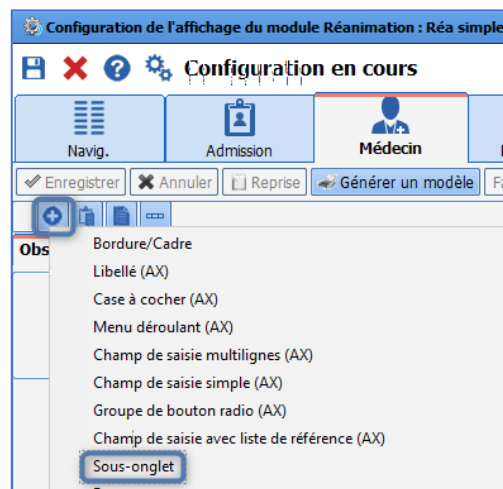 Configuration de l'affichage du module Réanimation : Réa simple
Configuration en cours
Navig.
Admission
Médecin
Enregistrer
Annuler
Reprise
Générer un modèle
Obs
Bordure/Cadre
Libellé (AX)
Case à cocher (AX)
Menu déroulant (AX)
Champ de saisie multilignes (AX)
Champ de saisie simple (AX)
Groupe de bouton radio (AX)
Champ de saisie avec liste de référence (AX)
Sous-onglet